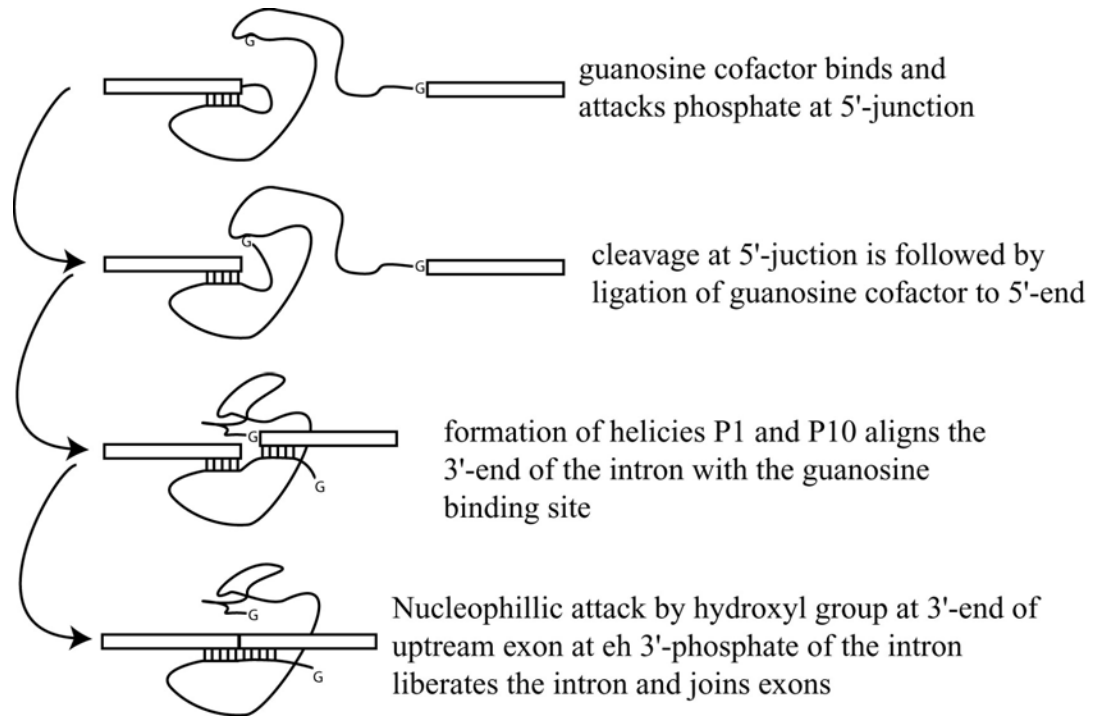 G
G
guanosine cofactor binds and
attacks phosphate at 5'-junction
G
G
cleavage at 5'-juction is followed by
ligation of guanosine cofactor to 5'-end
G
G
formation of helicies P1 and P10 aligns the
3'-end of the intron with the guanosine
binding site
G
G
Nucleophillic attack by hydroxyl group at 3'-end of
uptream exon at eh 3'-phosphate of the intron
liberates the intron and joins exons